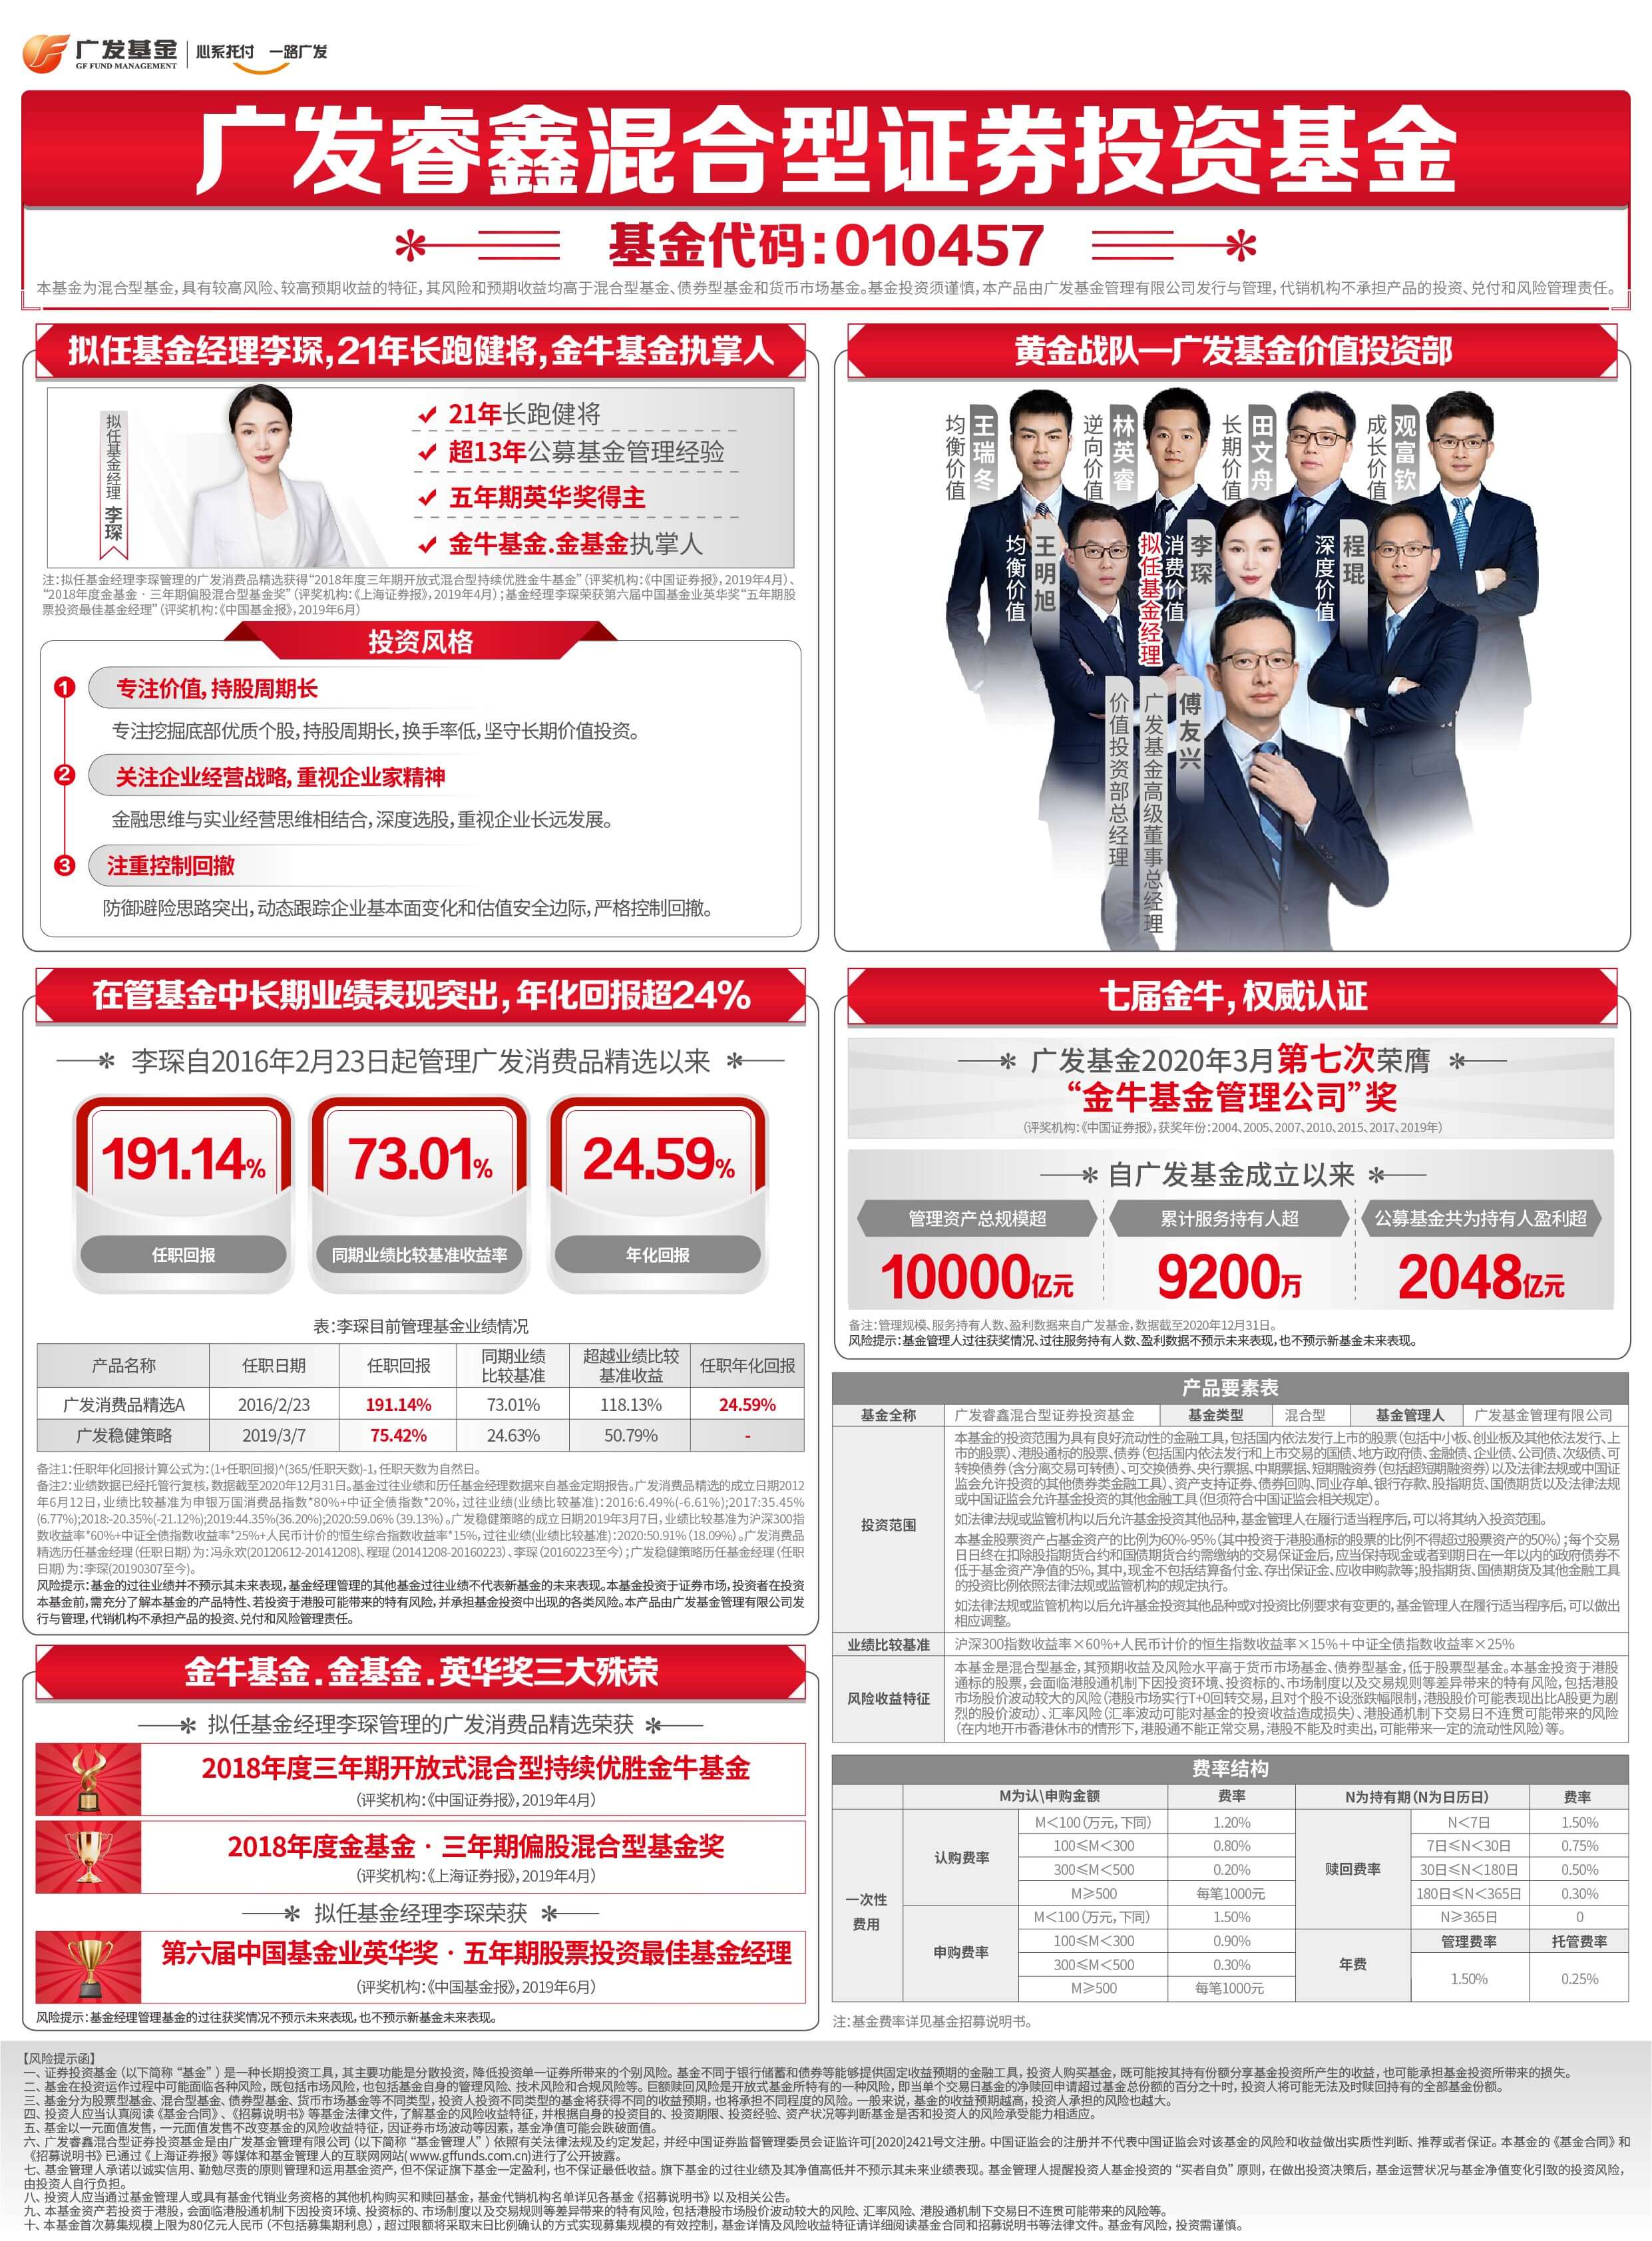 广发基金
GF FUND MANAGEMENT
心系托付 一路广发
广发睿鑫混合型证券投资基金
基金代码:010457
本基金为混合型基金,具有较高风险、较高预期收益的特征,其风险和预期收益均高于混合型基金、债券型基金和货币市场基金。基金投资须谨慎,本产品由广发基金管理有限公司发行与管理,代销机构不承担产品的投资、兑付和风险管理责任。
拟任基金经理李琛,21年长跑健将,金牛基金执掌人
拟任基金经理 李琛
21年长跑健将
超13年公募基金管理经验
五年期英华奖得主
金牛基金.金基金执掌人
注:拟任基金经理李琛管理的广发消费品精选获得“2018年度三年期开放式混合型持续优胜金牛基金”(评奖机构:《中国证券报》,2019年4月)、
“2018年度金基金·三年期偏股混合型基金奖”(评奖机构:《上海证券报》,2019年4月);基金经理李琛荣获第六届中国基金业英华奖“五年期股
票投资最佳基金经理”(评奖机构:《中国基金报》,2019年6月)
投资风格
1 专注价值,持股周期长
专注挖掘底部优质个股,持股周期长,换手率低,坚守长期价值投资。
2 关注企业经营战略,重视企业家精神
金融思维与实业经营思维相结合,深度选股,重视企业长远发展。
3 注重控制回撤
防御避险思路突出,动态跟踪企业基本面变化和估值安全边际,严格控制回撤。
黄金战队—广发基金价值投资部
均衡价值 王瑞冬
逆向价值 林英睿
长期价值 田文舟
成长价值 观富钦
均衡价值 王明旭
拟任基金经理 消费价值 李琛
深度价值 程琨
价值投资部总经理 广发基金高级董事总经理 傅友兴
在管基金中长期业绩表现突出,年化回报超24%
李琛自2016年2月23日起管理广发消费品精选以来
191.14% 73.01% 24.59%
任职回报 同期业绩比较基准收益率 年化回报
表:李琛目前管理基金业绩情况
产品名称 任职日期 任职回报 同期业绩比较基准 超越业绩比较基准收益 任职年化回报
广发消费品精选A 2016/2/23 191.14% 73.01% 118.13% 24.59%
广发稳健策略 2019/3/7 75.42% 24.63% 50.79% -
备注1:任职年化回报计算公式为:(1+任职回报)^(365/任职天数)-1,任职天数为自然日。
备注2:业绩数据已经托管行复核,数据截至2020年12月31日。基金过往业绩和历任基金经理数据来自基金定期报告。广发消费品精选的成立日期2012
年6月12日,业绩比较基准为申银万国消费品指数*80%+中证全债指数*20%,过往业绩(业绩比较基准):2016:6.49%(-6.61%);2017:35.45%
(6.77%);2018:-20.35%(-21.12%);2019:44.35%(36.20%);2020:59.06%(39.13%)。广发稳健策略的成立日期2019年3月7日,业绩比较基准为沪深300指
数收益率*60%+中证全债指数收益率*25%+人民币计价的恒生综合指数收益率*15%,过往业绩(业绩比较基准):2020:50.91%(18.09%)。广发消费品
精选历任基金经理(任职日期)为:冯永欢(20120612-20141208)、程琨(20141208-20160223)、李琛(20160223至今);广发稳健策略历任基金经理(任职
日期)为:李琛(20190307至今)。
风险提示:基金的过往业绩并不预示其未来表现,基金经理管理的其他基金过往业绩不代表新基金的未来表现。本基金投资于证券市场,投资者在投资
本基金前,需充分了解本基金的产品特性、若投资于港股可能带来的特有风险,并承担基金投资中出现的各类风险。本产品由广发基金管理有限公司发
行与管理,代销机构不承担产品的投资、兑付和风险管理责任。
七届金牛,权威认证
广发基金2020年3月第七次荣膺
“金牛基金管理公司”奖
(评奖机构:《中国证券报》,获奖年份:2004、2005、2007、2010、2015、2017、2019年)
自广发基金成立以来
管理资产总规模超 累计服务持有人超 公募基金共为持有人盈利超
10000亿元 9200万 2048亿元
备注:管理规模、服务持有人数、盈利数据来自广发基金,数据截至2020年12月31日。
风险提示:基金管理人过往获奖情况、过往服务持有人数、盈利数据不预示未来表现,也不预示新基金未来表现。
产品要素表
基金全称 广发睿鑫混合型证券投资基金 基金类型 混合型 基金管理人 广发基金管理有限公司
投资范围
本基金的投资范围为具有良好流动性的金融工具,包括国内依法发行上市的股票(包括中小板、创业板及其他依法发行、上
市的股票)、港股通标的股票、债券(包括国内依法发行和上市交易的国债、地方政府债、金融债、企业债、公司债、次级债、可
转换债券(含分离交易可转债)、可交换债券、央行票据、中期票据、短期融资券(包括超短期融资券)以及法律法规或中国证
监会允许投资的其他债券类金融工具)、资产支持证券、债券回购、同业存单、银行存款、股指期货、国债期货以及法律法规
或中国证监会允许基金投资的其他金融工具(但须符合中国证监会相关规定)。
如法律法规或监管机构以后允许基金投资其他品种,基金管理人在履行适当程序后,可以将其纳入投资范围。
本基金股票资产占基金资产的比例为60%-95%(其中投资于港股通标的股票的比例不得超过股票资产的50%);每个交易
日日终在扣除股指期货合约和国债期货合约需缴纳的交易保证金后,应当保持现金或者到期日在一年以内的政府债券不
低于基金资产净值的5%,其中,现金不包括结算备付金、存出保证金、应收申购款等;股指期货、国债期货及其他金融工具
的投资比例依照法律法规或监管机构的规定执行。
如法律法规或监管机构以后允许基金投资其他品种或对投资比例要求有变更的,基金管理人在履行适当程序后,可以做出
相应调整。
业绩比较基准 沪深300指数收益率×60%+人民币计价的恒生指数收益率×15%+中证全债指数收益率×25%
风险收益特征
本基金是混合型基金,其预期收益及风险水平高于货币市场基金、债券型基金,低于股票型基金。本基金投资于港股
通标的股票,会面临港股通机制下因投资环境、投资标的、市场制度以及交易规则等差异带来的特有风险,包括港股
市场股价波动较大的风险(港股市场实行T+0回转交易,且对个股不设涨跌幅限制,港股股价可能表现出比A股更为剧
烈的股价波动)、汇率风险(汇率波动可能对基金的投资收益造成损失)、港股通机制下交易日不连贯可能带来的风险
(在内地开市香港休市的情形下,港股通不能正常交易,港股不能及时卖出,可能带来一定的流动性风险)等。
金牛基金.金基金.英华奖三大殊荣
拟任基金经理李琛管理的广发消费品精选荣获
2018年度三年期开放式混合型持续优胜金牛基金
(评奖机构:《中国证券报》,2019年4月)
2018年度金基金·三年期偏股混合型基金奖
(评奖机构:《上海证券报》,2019年4月)
拟任基金经理李琛荣获
第六届中国基金业英华奖·五年期股票投资最佳基金经理
(评奖机构:《中国基金报》,2019年6月)
风险提示:基金经理管理基金的过往获奖情况不预示未来表现,也不预示新基金未来表现。
费率结构
M为认\申购金额 费率 N为持有期(N为日历日) 费率
一次性费用
认购费率
M<100(万元,下同) 1.20%
100≤M<300 0.80%
300≤M<500 0.20%
M≥500 每笔1000元
申购费率
M<100(万元,下同) 1.50%
100≤M<300 0.90%
300≤M<500 0.30%
M≥500 每笔1000元
赎回费率
N<7日 1.50%
7日≤N<30日 0.75%
30日≤N<180日 0.50%
180日≤N<365日 0.30%
N≥365日 0
年费
管理费率 托管费率
1.50% 0.25%
注:基金费率详见基金招募说明书。
【风险提示函】
一、证券投资基金(以下简称“基金”)是一种长期投资工具,其主要功能是分散投资,降低投资单一证券所带来的个别风险。基金不同于银行储蓄和债券等能够提供固定收益预期的金融工具,投资人购买基金,既可能按其持有份额分享基金投资所产生的收益,也可能承担基金投资所带来的损失。
二、基金在投资运作过程中可能面临各种风险,既包括市场风险,也包括基金自身的管理风险、技术风险和合规风险等。巨额赎回风险是开放式基金所特有的一种风险,即当单个交易日基金的净赎回申请超过基金总份额的百分之十时,投资人将可能无法及时赎回持有的全部基金份额。
三、基金分为股票型基金、混合型基金、债券型基金、货币市场基金等不同类型,投资人投资不同类型的基金将获得不同的收益预期,也将承担不同程度的风险。一般来说,基金的收益预期越高,投资人承担的风险也越大。
四、投资人应当认真阅读《基金合同》、《招募说明书》等基金法律文件,了解基金的风险收益特征,并根据自身的投资目的、投资期限、投资经验、资产状况等判断基金是否和投资人的风险承受能力相适应。
五、基金以一元面值发售,一元面值发售不改变基金的风险收益特征,因证券市场波动等因素,基金净值可能会跌破面值。
六、广发睿鑫混合型证券投资基金是由广发基金管理有限公司(以下简称“基金管理人”)依照有关法律法规及约定发起,并经中国证券监督管理委员会证监许可[2020]2421号文注册。中国证监会的注册并不代表中国证监会对该基金的风险和收益做出实质性判断、推荐或者保证。本基金的《基金合同》和
《招募说明书》已通过《上海证券报》等媒体和基金管理人的互联网网站(www.gffunds.com.cn)进行了公开披露。
七、基金管理人承诺以诚实信用、勤勉尽责的原则管理和运用基金资产,但不保证旗下基金一定盈利,也不保证最低收益。旗下基金的过往业绩及其净值高低并不预示其未来业绩表现。基金管理人提醒投资人基金投资的“买者自负”原则,在做出投资决策后,基金运营状况与基金净值变化引致的投资风险,
由投资人自行负担。
八、投资人应当通过基金管理人或具有基金代销业务资格的其他机构购买和赎回基金,基金代销机构名单详见各基金《招募说明书》以及相关公告。
九、本基金资产若投资于港股,会面临港股通机制下因投资环境、投资标的、市场制度以及交易规则等差异带来的特有风险,包括港股市场股价波动较大的风险、汇率风险、港股通机制下交易日不连贯可能带来的风险等。
十、本基金首次募集规模上限为80亿元人民币(不包括募集期利息),超过限额将采取末日比例确认的方式实现募集规模的有效控制,基金详情及风险收益特征请详细阅读基金合同和招募说明书等法律文件。基金有风险,投资需谨慎。